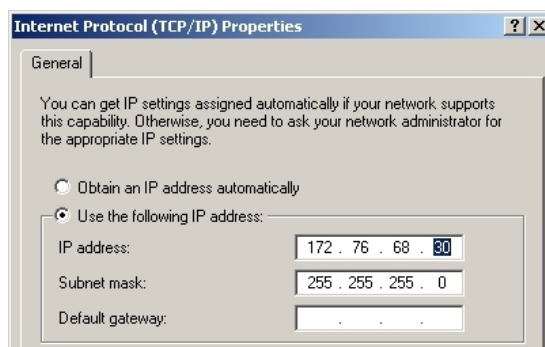 Internet Protocol (TCP/IP) Properties
General
You can get IP settings assigned automatically if your network supports
this capability. Otherwise, you need to ask your network administrator for
the appropriate IP settings.
Obtain an IP address automatically
Use the following IP address:
IP address: 172 . 76 . 68 . 30
Subnet mask: 255 . 255 . 255 . 0
Default gateway: . . .